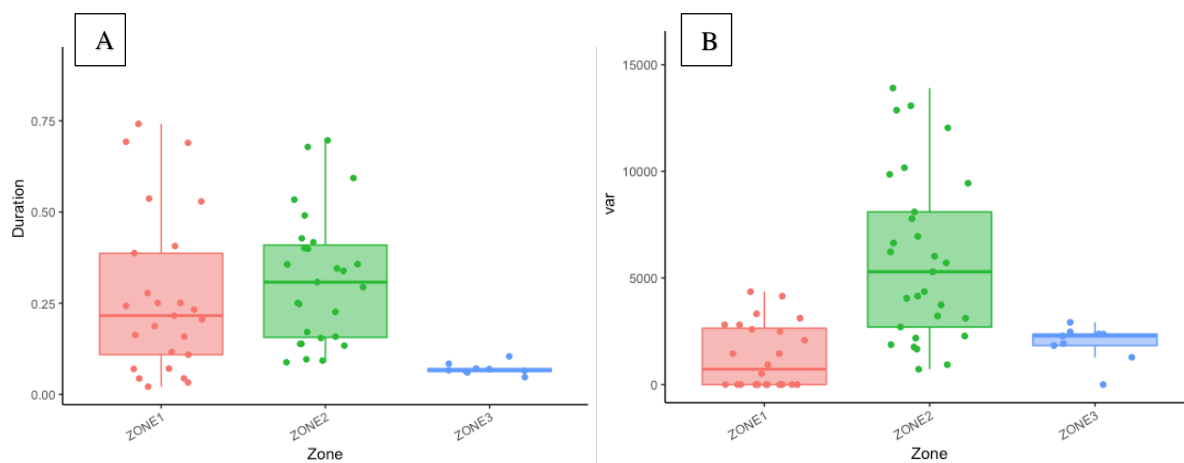 A
Duration
0.75
0.50
0.25
0.00
ZONE1
ZONE2
ZONE3
Zone
B
var
15000
10000
5000
0
ZONE1
ZONE2
ZONE3
Zone